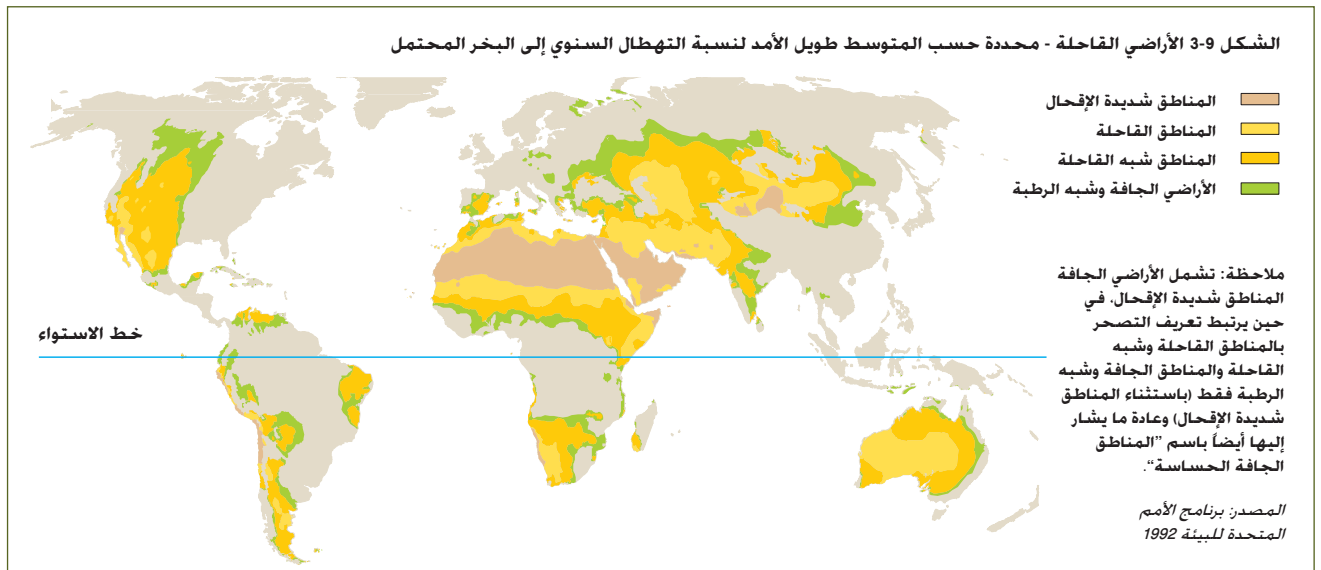 الشكل 9-3 الأراضي القاحلة - محددة حسب المتوسط طويل الأمد لنسبة التهطال السنوي إلى البخر المحتمل
المناطق شديدة الإقحال
المناطق القاحلة
المناطق شبه القاحلة
الأراضي الجافة وشبه الرطبة
ملاحظة: تشمل الأراضي الجافة
المناطق شديدة الإقحال، في
حين يرتبط تعريف التصحر
بالمناطق القاحلة وشبه
القاحلة والمناطق الجافة وشبه
الرطبة فقط (باستثناء المناطق
شديدة الإقحال) وعادة ما يشار
إليها أيضاً باسم "المناطق
الجافة الحساسة".
المصدر: برنامج الأمم
المتحدة للبيئة 1992
خط الاستواء